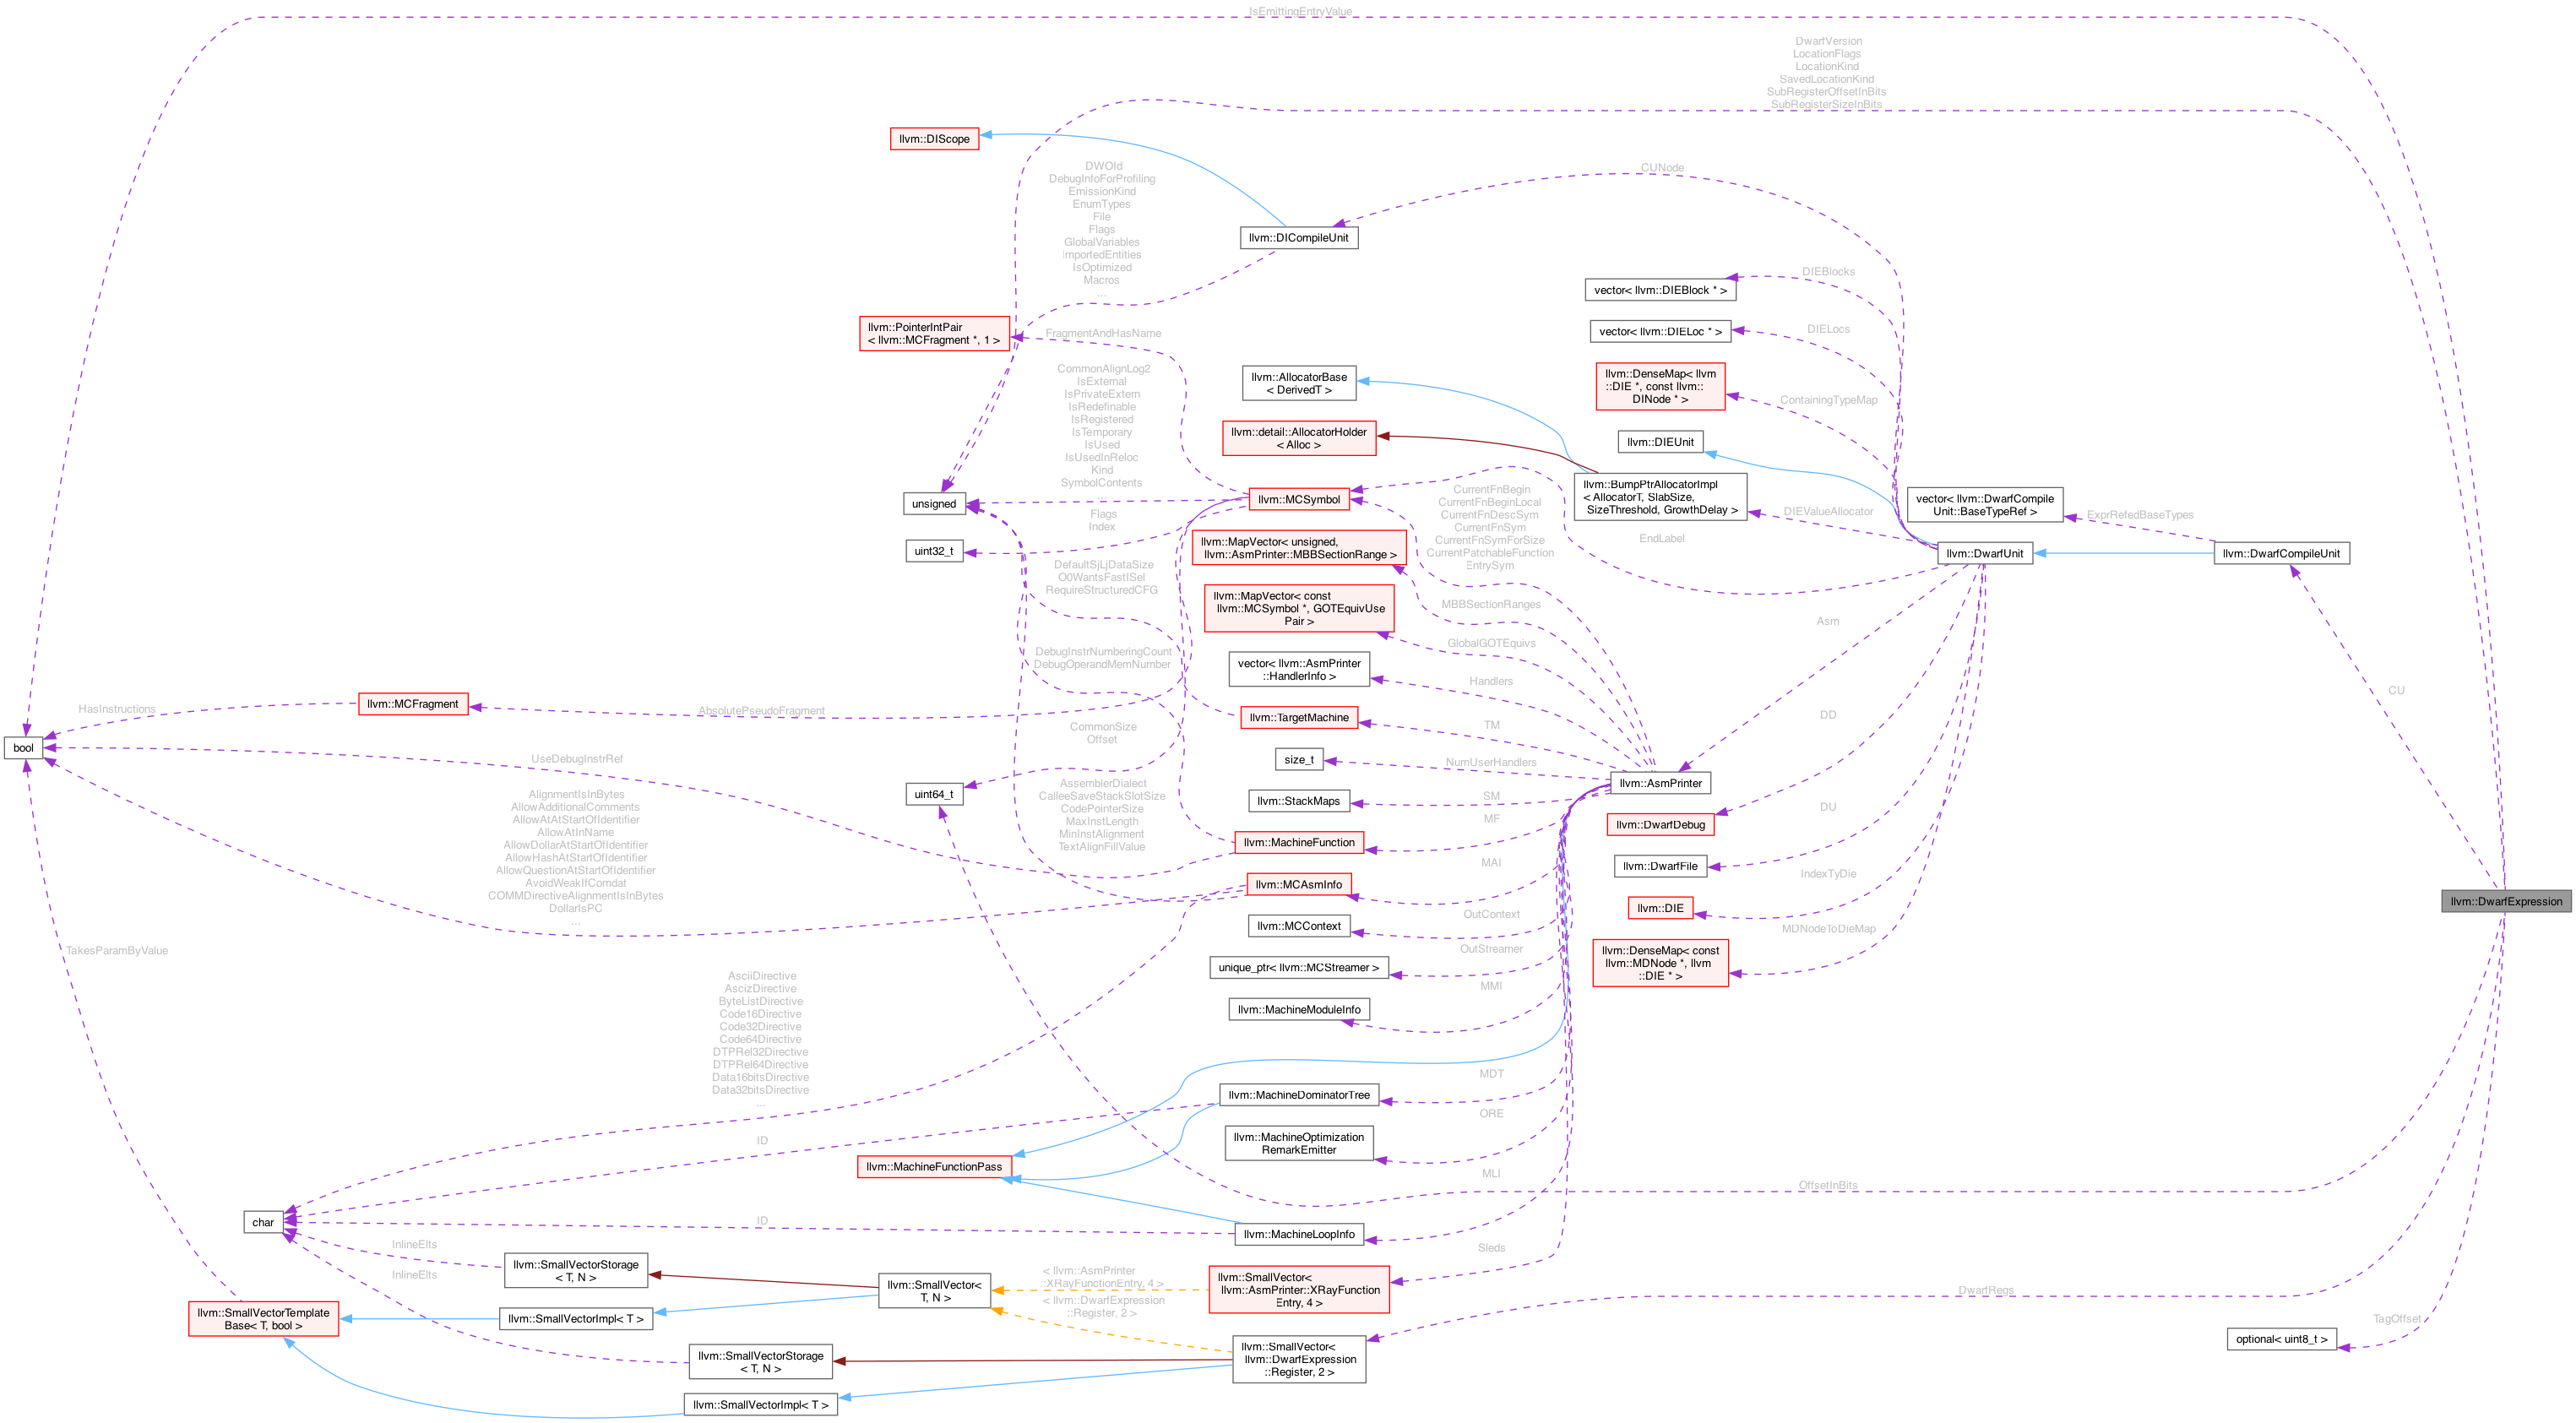 IsEmittingEntryValue
DwarfVersion
LocationFlags
LocationKind
SavedLocationKind
SubRegisterOffsetInBits
SubRegisterSizeInBits
llvm::DIScope
DWOId
DebugInfoForProfiling
EmissionKind
EnumTypes
File
Flags
GlobalVariables
ImportedEntities
IsOptimized
Macros
...
CUNode
llvm::DICompileUnit
DIEBlocks
vector< llvm::DIEBlock * >
llvm::PointerIntPair
< llvm::MCFragment *, 1 >
FragmentAndHasName
DIELocs
vector< llvm::DIELoc * >
CommonAlignLog2
IsExternal
IsPrivateExtern
IsRedefinable
IsRegistered
IsTemporary
IsUsed
IsUsedInReloc
Kind
SymbolContents
...
llvm::AllocatorBase
< DerivedT >
llvm::DenseMap< llvm
::DIE *, const llvm::
DINode * >
ContainingTypeMap
llvm::detail::AllocatorHolder
< Alloc >
llvm::DIEUnit
llvm::BumpPtrAllocatorImpl
< AllocatorT, SlabSize,
SizeThreshold, GrowthDelay >
DIEValueAllocator
vector< llvm::DwarfCompile
Unit::BaseTypeRef >
ExprRefedBaseTypes
unsigned
llvm::MCSymbol
Flags
Index
uint32_t
CurrentFnBegin
CurrentFnBeginLocal
CurrentFnDescSym
CurrentFnSym
CurrentFnSymForSize
CurrentPatchableFunction
EntrySym
EndLabel
llvm::DwarfUnit
llvm::DwarfCompileUnit
llvm::MapVector< unsigned,
llvm::AsmPrinter::MBBSectionRange >
DefaultSjLjDataSize
O0WantsFastISel
RequireStructuredCFG
llvm::MapVector< const
llvm::MCSymbol *, GOTEquivUse
Pair >
MBBSectionRanges
GlobalGOTEquivs
Asm
DebugInstrNumberingCount
DebugOperandMemNumber
vector< llvm::AsmPrinter
::HandlerInfo >
Handlers
CU
HasInstructions
llvm::MCFragment
AbsolutePseudoFragment
llvm::TargetMachine
TM
DD
bool
UseDebugInstrRef
CommonSize
Offset
size_t
NumUserHandlers
llvm::AsmPrinter
uint64_t
llvm::StackMaps
SM
AlignmentIsInBytes
AllowAdditionalComments
AllowAtAtStartOfIdentifier
AllowAtInName
AllowDollarAtStartOfIdentifier
AllowHashAtStartOfIdentifier
AllowQuestionAtStartOfIdentifier
AvoidWeakIfComdat
COMMDirectiveAlignmentIsInBytes
DollarIsPC
...
AssemblerDialect
CalleeSaveStackSlotSize
CodePointerSize
MaxInstLength
MinInstAlignment
TextAlignFillValue
MF
DU
llvm::DwarfDebug
llvm::MachineFunction
MAI
llvm::DwarfFile
llvm::MCAsmInfo
IndexTyDie
llvm::DIE
llvm::DwarfExpression
llvm::MCContext
OutContext
MDNodeToDieMap
TakesParamByValue
OutStreamer
llvm::DenseMap< const
llvm::MDNode *, llvm
::DIE * >
unique_ptr< llvm::MCStreamer >
AsciiDirective
AscizDirective
ByteListDirective
Code16Directive
Code32Directive
Code64Directive
DTPRel32Directive
DTPRel64Directive
Data16bitsDirective
Data32bitsDirective
...
MMI
llvm::MachineModuleInfo
MDT
llvm::MachineDominatorTree
ORE
ID
llvm::MachineOptimization
RemarkEmitter
llvm::MachineFunctionPass
MLI
OffsetInBits
char
ID
llvm::MachineLoopInfo
InlineElts
Sleds
llvm::SmallVectorStorage
< T, N >
InlineElts
llvm::SmallVector<
T, N >
< llvm::AsmPrinter
::XRayFunctionEntry, 4 >
< llvm::DwarfExpression
::Register, 2 >
llvm::SmallVector<
llvm::AsmPrinter::XRayFunction
Entry, 4 >
DwarfRegs
llvm::SmallVectorTemplate
Base< T, bool >
llvm::SmallVectorImpl< T >
TagOffset
optional< uint8_t >
llvm::SmallVectorStorage
< T, N >
llvm::SmallVector<
llvm::DwarfExpression
::Register, 2 >
llvm::SmallVectorImpl< T >